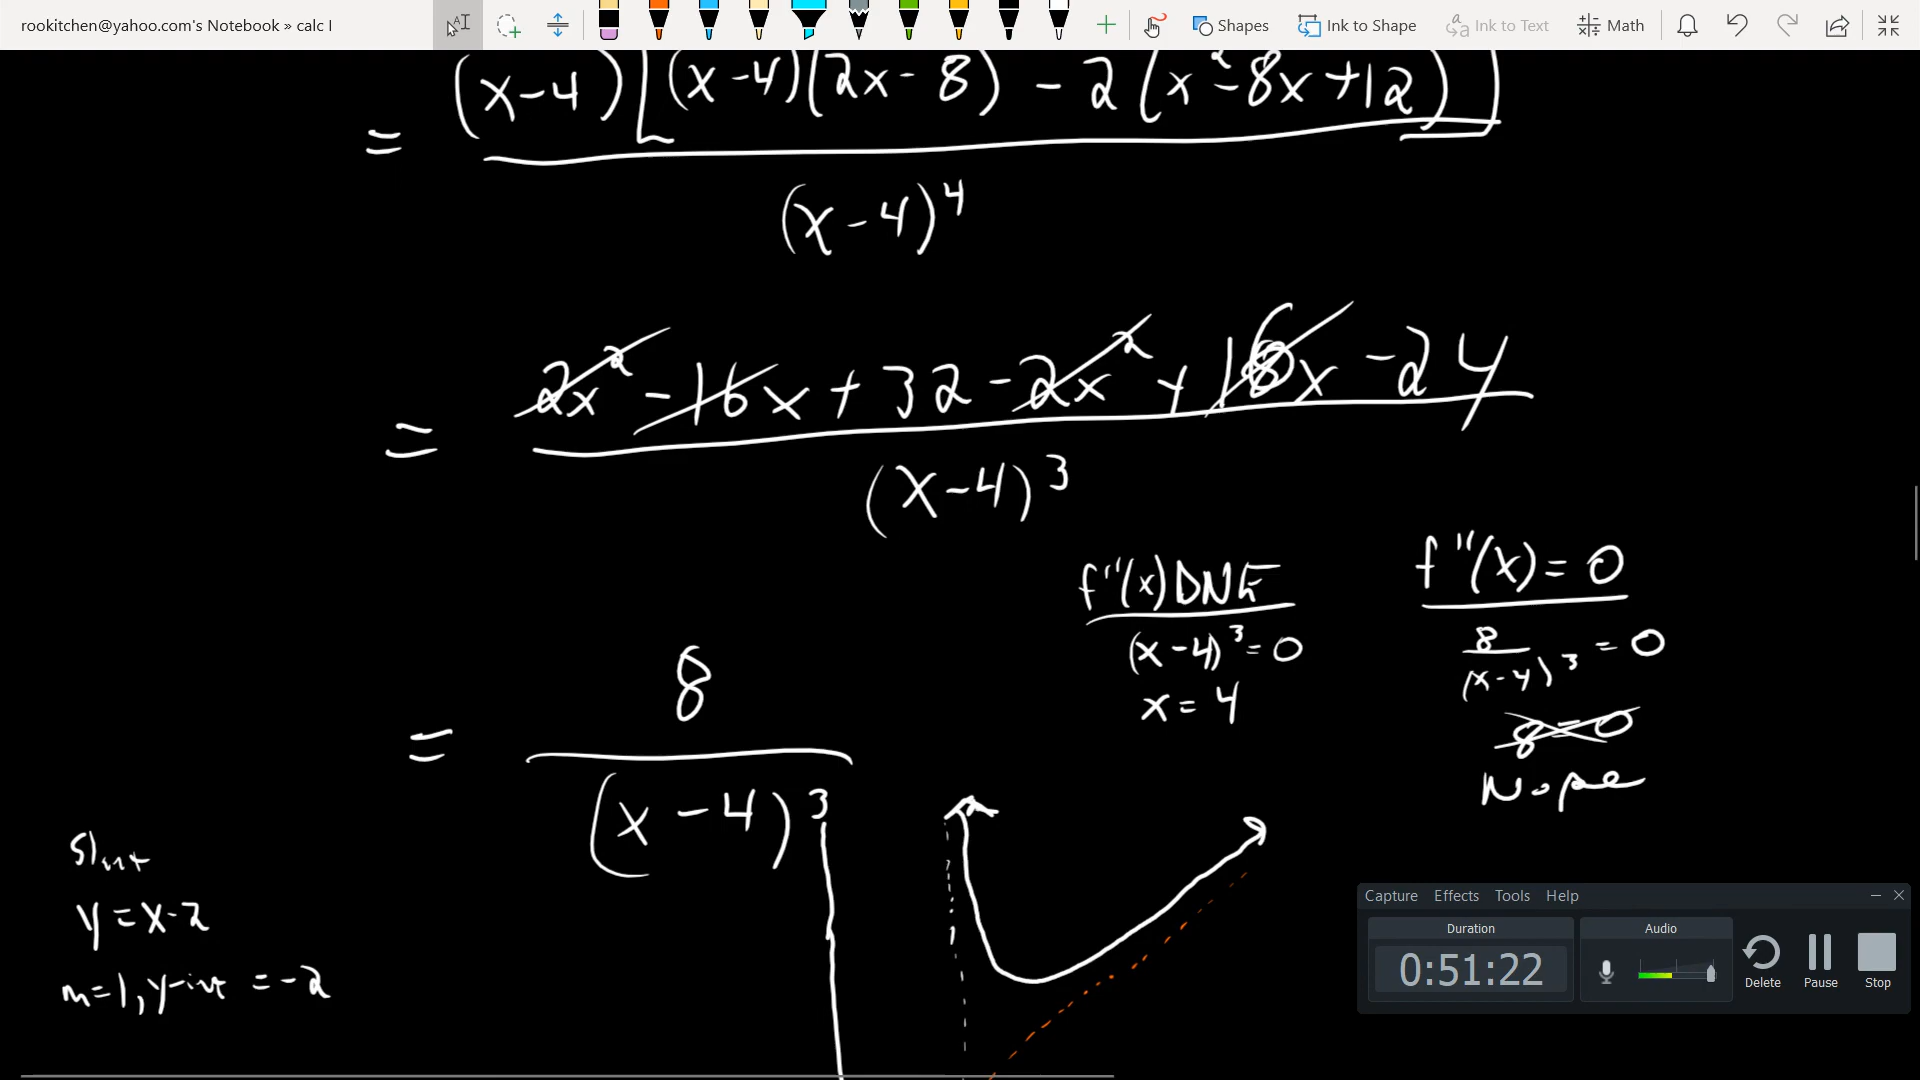 rookitchen@yahoo.com's Notebook » calc I
Shapes Ink to Shape Ink to Text Math
= (x-4)[(x-4)(2x-8) - 2(x²-8x+12)]
(x-4)⁴
= 2x² - 16x + 32 - 2x² + 16x - 24
(x-4)³
f''(x) DNE
(x-4)³ = 0
x = 4
f''(x) = 0
8/(x-4)³ = 0
8 = 0
Nope
= 8
(x-4)³
Slant
y = x-2
m=1, y-int = -2
Capture Effects Tools Help
Duration
0:51:22
Audio
Delete Pause Stop